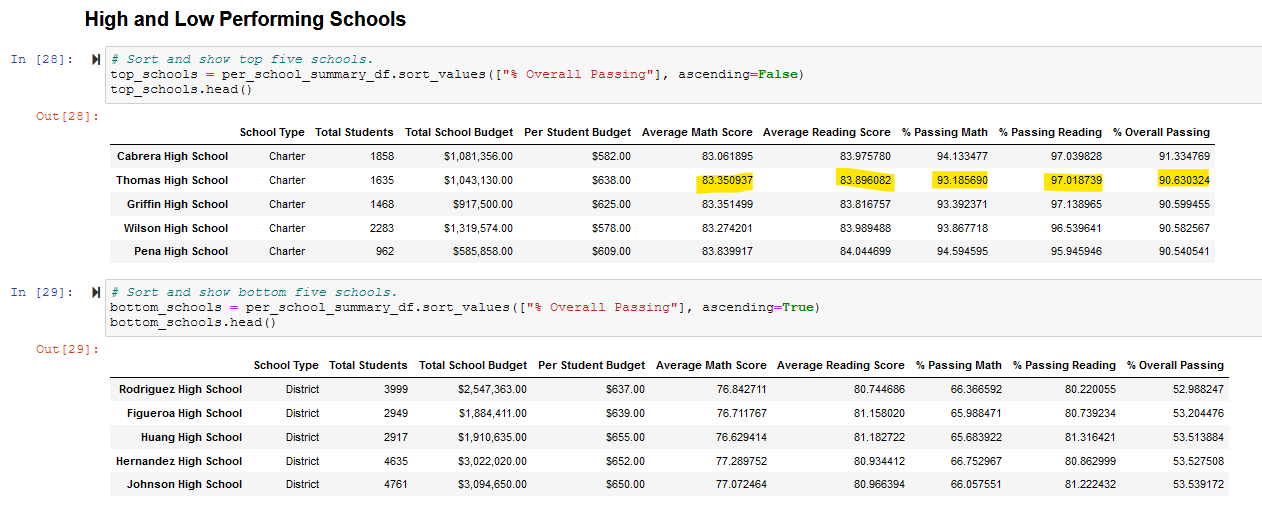 High and Low Performing Schools
In [28]:
# Sort and show top five schools.
top_schools = per_school_summary_df.sort_values(["% Overall Passing"], ascending=False)
top_schools.head()
Out[28]:
School Type Total Students Total School Budget Per Student Budget Average Math Score Average Reading Score % Passing Math % Passing Reading % Overall Passing
Cabrera High School Charter 1858 $1,081,356.00 $582.00 83.061895 83.975780 94.133477 97.039828 91.334769
Thomas High School Charter 1635 $1,043,130.00 $638.00 83.350937 83.896082 93.185690 97.018739 90.630324
Griffin High School Charter 1468 $917,500.00 $625.00 83.351499 83.816757 93.392371 97.138965 90.599455
Wilson High School Charter 2283 $1,319,574.00 $578.00 83.274201 83.989488 93.867718 96.539641 90.582567
Pena High School Charter 962 $585,858.00 $609.00 83.839917 84.044699 94.594595 95.945946 90.540541
In [29]:
# Sort and show bottom five schools.
bottom_schools = per_school_summary_df.sort_values(["% Overall Passing"], ascending=True)
bottom_schools.head()
Out[29]:
School Type Total Students Total School Budget Per Student Budget Average Math Score Average Reading Score % Passing Math % Passing Reading % Overall Passing
Rodriguez High School District 3999 $2,547,363.00 $637.00 76.842711 80.744686 66.366592 80.220055 52.988247
Figueroa High School District 2949 $1,884,411.00 $639.00 76.711767 81.158020 65.988471 80.739234 53.204476
Huang High School District 2917 $1,910,635.00 $655.00 76.629414 81.182722 65.683922 81.316421 53.513884
Hernandez High School District 4635 $3,022,020.00 $652.00 77.289752 80.934412 66.752967 80.862999 53.527508
Johnson High School District 4761 $3,094,650.00 $650.00 77.072464 80.966394 66.057551 81.222432 53.539172